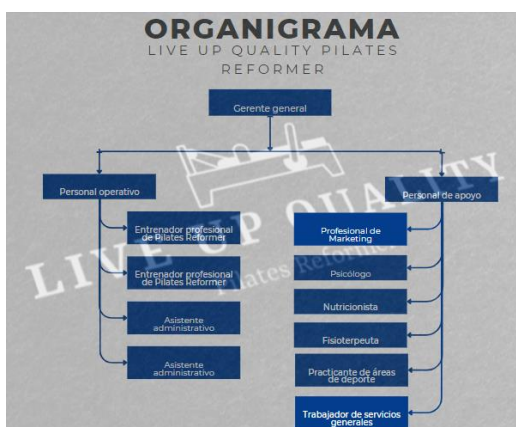 ORGANIGRAMA
LIVE UP QUALITY PILATES
REFORMER
Gerente general
Personal operativo
Personal de apoyo
Entrenador profesional
de Pilates Reformer
Entrenador profesional
de Pilates Reformer
Asistente
administrativo
Asistente
administrativo
Profesional de
Marketing
Psicólogo
Nutricionista
Fisioterpeuta
Practicante de áreas
de deporte
Trabajador de servicios
generales
LIVE UP QUALITY
Pilates Reformer